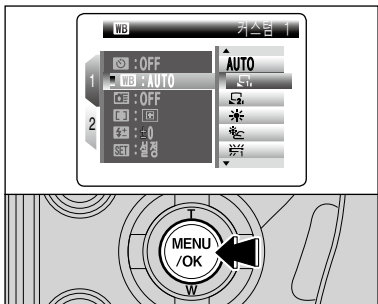 WB 커스텀 1
:OFF
AUTO
1 WB :AUTO
:OFF
2
:±0
SET :설정
T
MENU
/OK
W